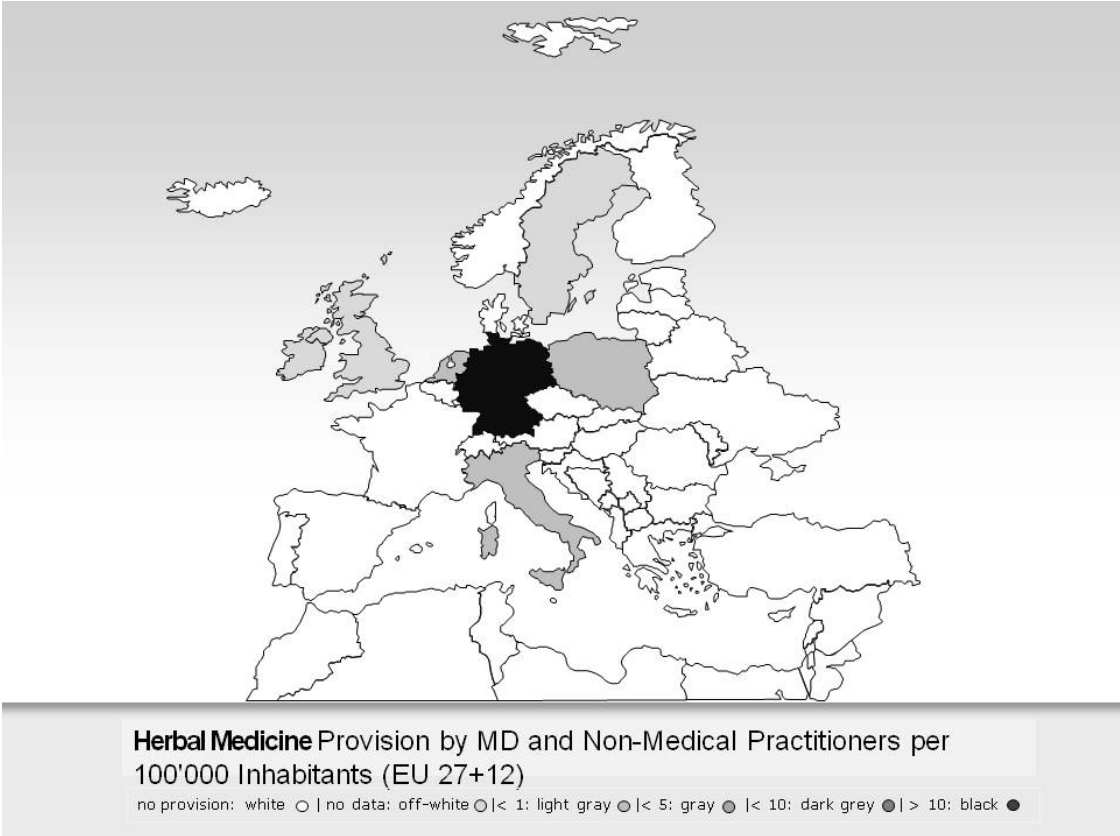 Herbal Medicine Provision by MD and Non-Medical Practitioners per
100'000 Inhabitants (EU 27+12)
no provision: white ○ | no data: off-white ○ |< 1: light gray ○ |< 5: gray ○ |< 10: dark grey ● | > 10: black ●